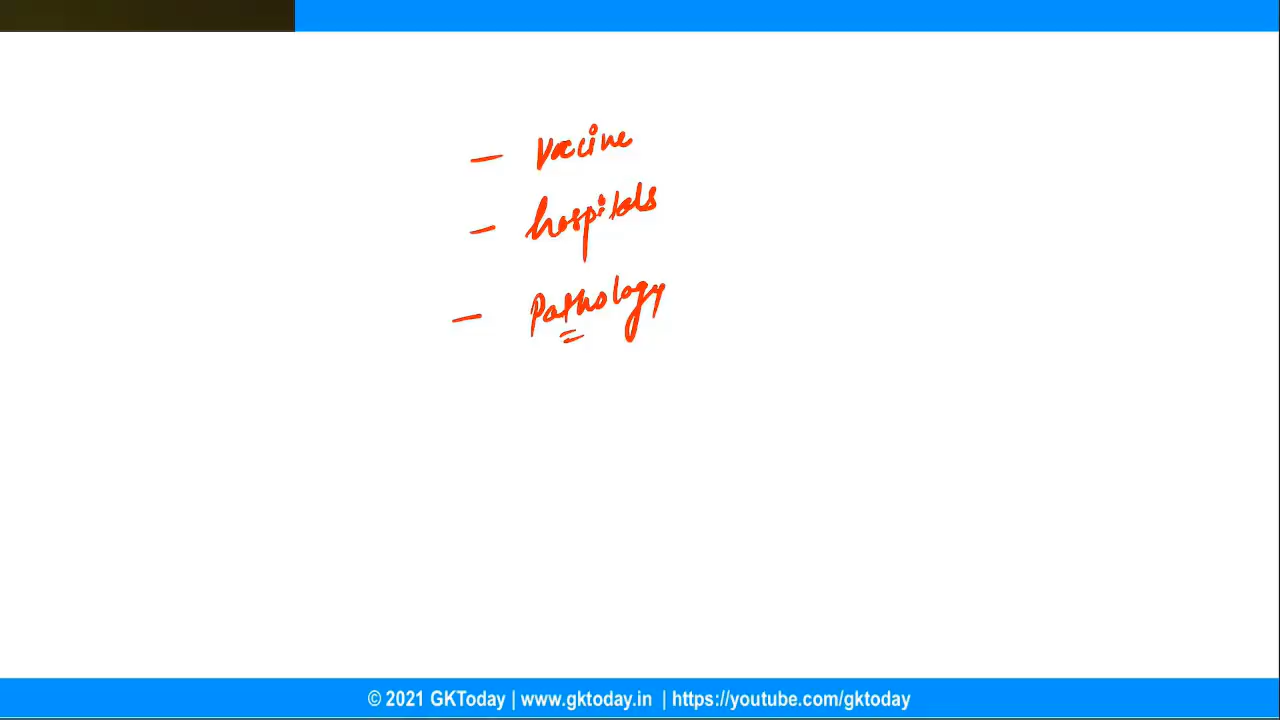 – Vaccine
– hospitals
– Pathology
© 2021 GKToday | www.gktoday.in | https://youtube.com/gktoday